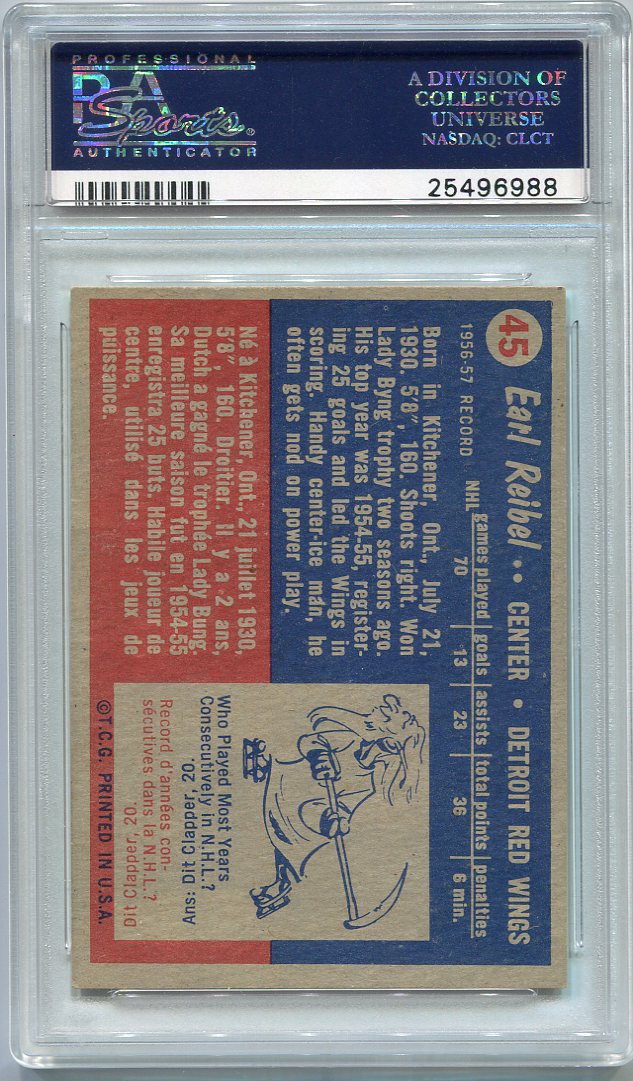 PROFESSIONAL
PSA
Sports
AUTHENTICATOR
A DIVISION OF
COLLECTORS
UNIVERSE
NASDAQ: CLCT
25496988
45 Earl Reibel .. CENTER • DETROIT RED WINGS
1956-57 RECORD
games played goals assists total points penalties
NHL 70 13 23 36 6 min.
Born in Kitchener, Ont., July 21,
1930. 5'8", 160. Shoots right. Won
Lady Byng trophy two seasons ago.
His top year was 1954-55, register-
ing 25 goals and led the Wings in
scoring. Handy center-ice man, he
often gets nod on power play.
Né à Kitchener, Ont., 21 juillet 1930,
5'8", 160. Droitier. Il y a 2 ans,
Dutch a gagné le trophée Lady Bung.
Sa meilleure saison fut en 1954-55
enregistra 25 buts. Habile joueur de
centre, utilisé dans les jeux de
puissance.
Who Played Most Years
Consecutively in N.H.L.?
Ans: Dit Clapper, 20.
Record d'années con-
sécutives dans la N.H.L.?
Dit Clapper, 20.
©T.C.G. PRINTED IN U.S.A.